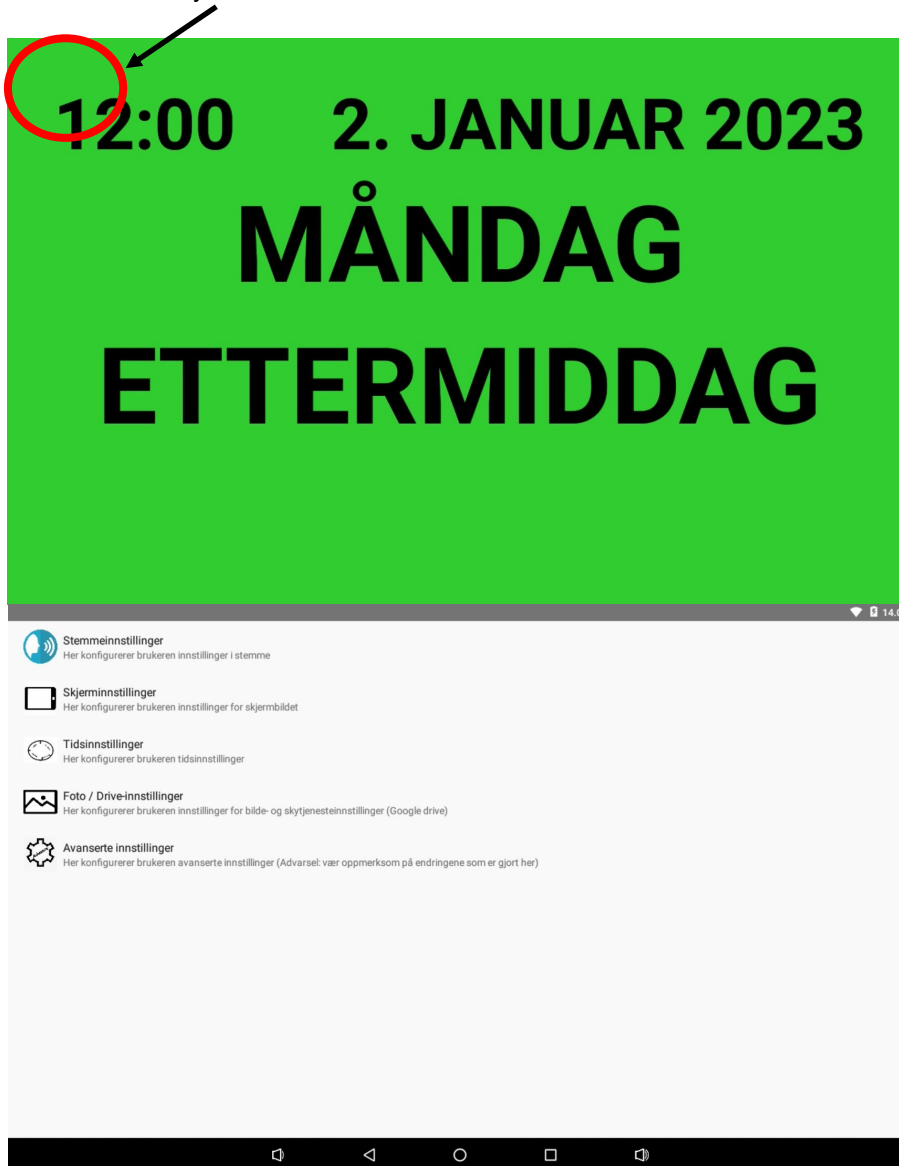 12:00 2. JANUAR 2023
MÅNDAG
ETTERMIDDAG
Stemmeinnstillinger
Her konfigurerer brukeren innstillinger i stemme
Skjerminnstillinger
Her konfigurerer brukeren innstillinger for skjermbildet
Tidsinnstillinger
Her konfigurerer brukeren tidsinnstillinger
Foto / Drive-innstillinger
Her konfigurerer brukeren innstillinger for bilde- og skytjenesteinnstillinger (Google drive)
Avanserte innstillinger
Her konfigurerer brukeren avanserte innstillinger (Advarsel: vær oppmerksom på endringene som er gjort her)